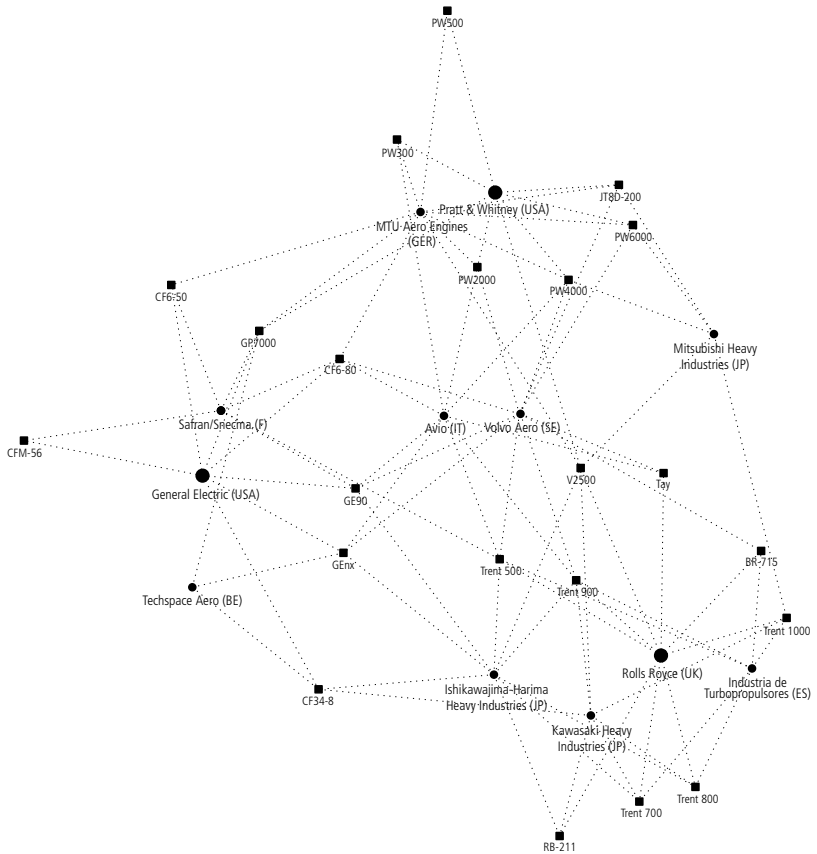 PW500
PW300
JT8D-200
Pratt & Whitney (USA)
MTU Aero Engines
(GER)
PW6000
PW2000
PW4000
CF6-50
GP7000
CF6-80
Mitsubishi Heavy
Industries (JP)
Safran/Snecma (F)
Avio (IT)
Volvo Aero (SE)
CFM-56
General Electric (USA)
GE90
V2500
Tay
GEnx
Trent 500
BR-715
Techspace Aero (BE)
Trent 900
Trent 1000
Rolls Royce (UK)
Industria de
Turbopropulsores (ES)
CF34-8
Ishikawajima-Harima
Heavy Industries (JP)
Kawasaki Heavy
Industries (JP)
Trent 800
Trent 700
RB-211